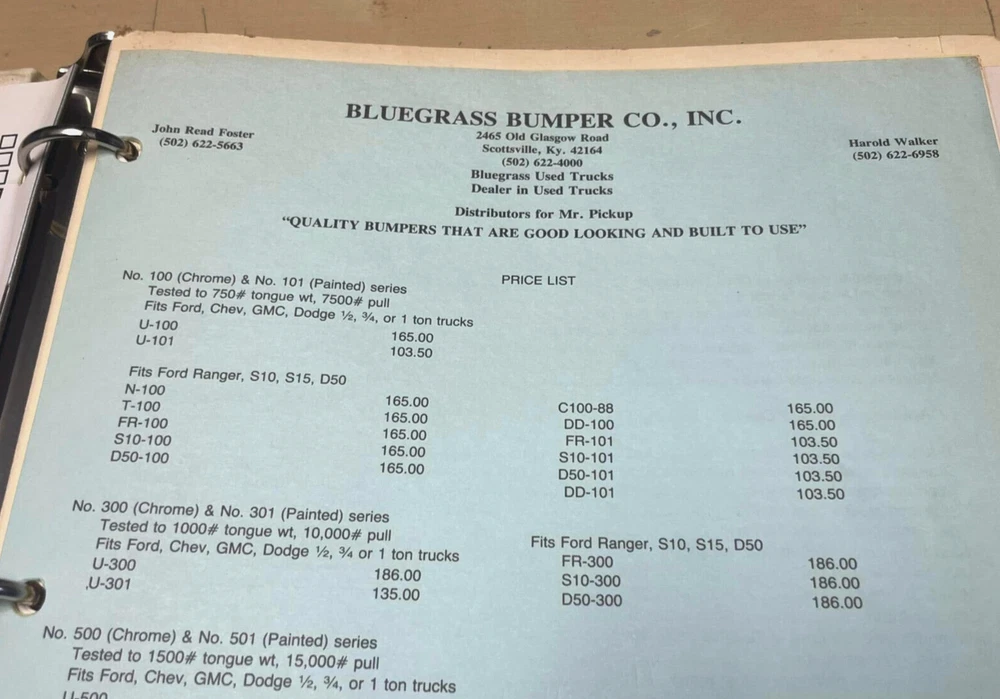 BLUEGRASS BUMPER CO., INC.
John Read Foster
(502) 622-5663
2465 Old Glasgow Road
Scottsville, Ky. 42164
(502) 622-4000
Bluegrass Used Trucks
Dealer in Used Trucks
Harold Walker
(502) 622-6958
Distributors for Mr. Pickup
“QUALITY BUMPERS THAT ARE GOOD LOOKING AND BUILT TO USE”
PRICE LIST
No. 100 (Chrome) & No. 101 (Painted) series
Tested to 750# tongue wt, 7500# pull
Fits Ford, Chev, GMC, Dodge ½, ¾, or 1 ton trucks
U-100 165.00
U-101 103.50
Fits Ford Ranger, S10, S15, D50
N-100 165.00
T-100 165.00
FR-100 165.00
S10-100 165.00
D50-100 165.00
C100-88 165.00
DD-100 165.00
FR-101 103.50
S10-101 103.50
D50-101 103.50
DD-101 103.50
No. 300 (Chrome) & No. 301 (Painted) series
Tested to 1000# tongue wt, 10,000# pull
Fits Ford, Chev, GMC, Dodge ½, ¾ or 1 ton trucks
U-300 186.00
U-301 135.00
Fits Ford Ranger, S10, S15, D50
FR-300 186.00
S10-300 186.00
D50-300 186.00
No. 500 (Chrome) & No. 501 (Painted) series
Tested to 1500# tongue wt, 15,000# pull
Fits Ford, Chev, GMC, Dodge ½, ¾, or 1 ton trucks
U-500